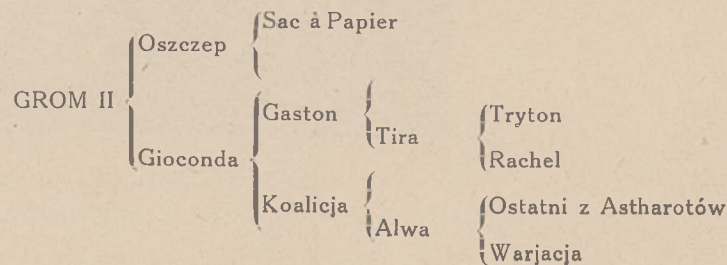 Sac à Papier
Oszczep
GROM II
Gaston
Tryton
Tira
Gioconda
Rachel
Koalicja
Ostatni z Astharotów
Alwa
Warjacja